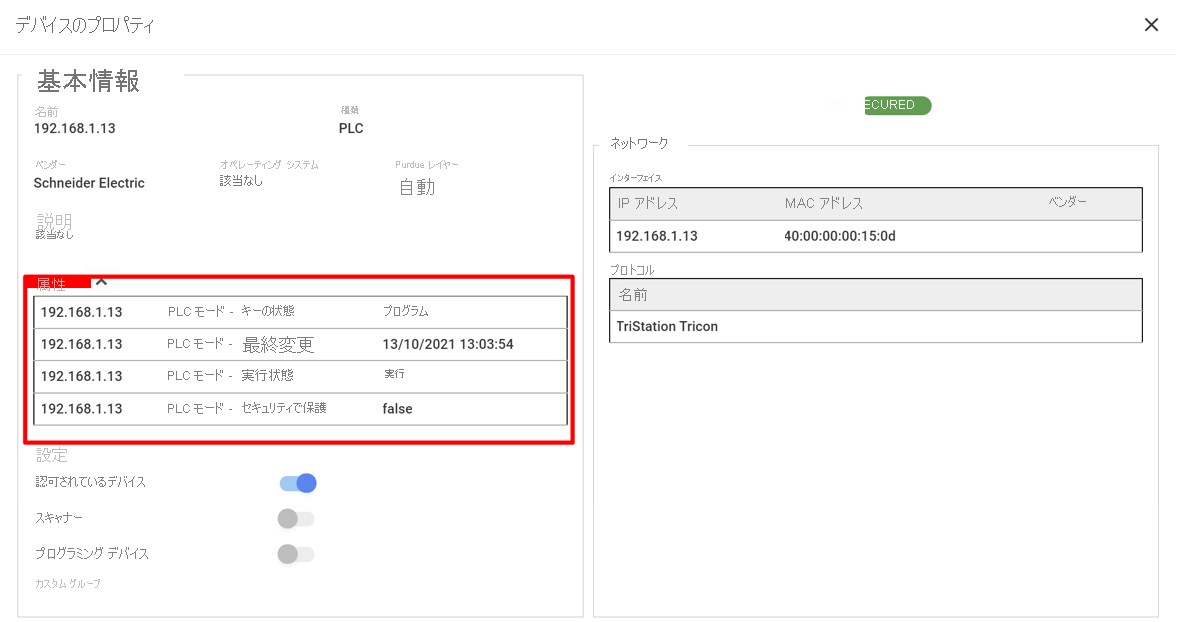 デバイスのプロパティ
基本情報
名前
192.168.1.13
種類
PLC
ベンダー
Schneider Electric
オペレーティング システム
該当なし
Purdue レイヤー
自動
説明
該当なし
属性
192.168.1.13 PLC モード - キーの状態 プログラム
192.168.1.13 PLC モード - 最終変更 13/10/2021 13:03:54
192.168.1.13 PLC モード - 実行状態 実行
192.168.1.13 PLC モード - セキュリティで保護 false
設定
認可されているデバイス
スキャナー
プログラミング デバイス
カスタム グループ
ECURED
ネットワーク
インターフェイス
IP アドレス MAC アドレス ベンダー
192.168.1.13 40:00:00:00:15:0d
プロトコル
名前
TriStation Tricon